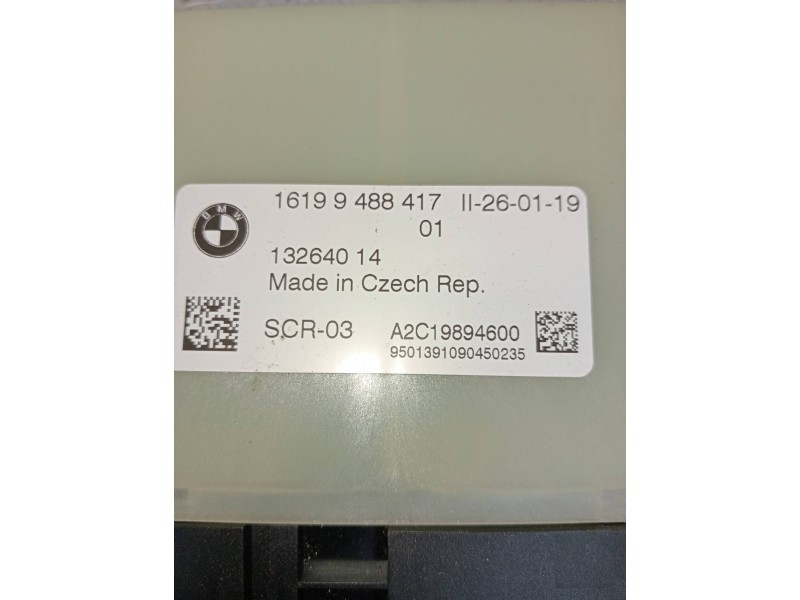 BMW
1619 9 488 417 II-26-01-19
01
132640 14
Made in Czech Rep.
SCR-03 A2C19894600
9501391090450235